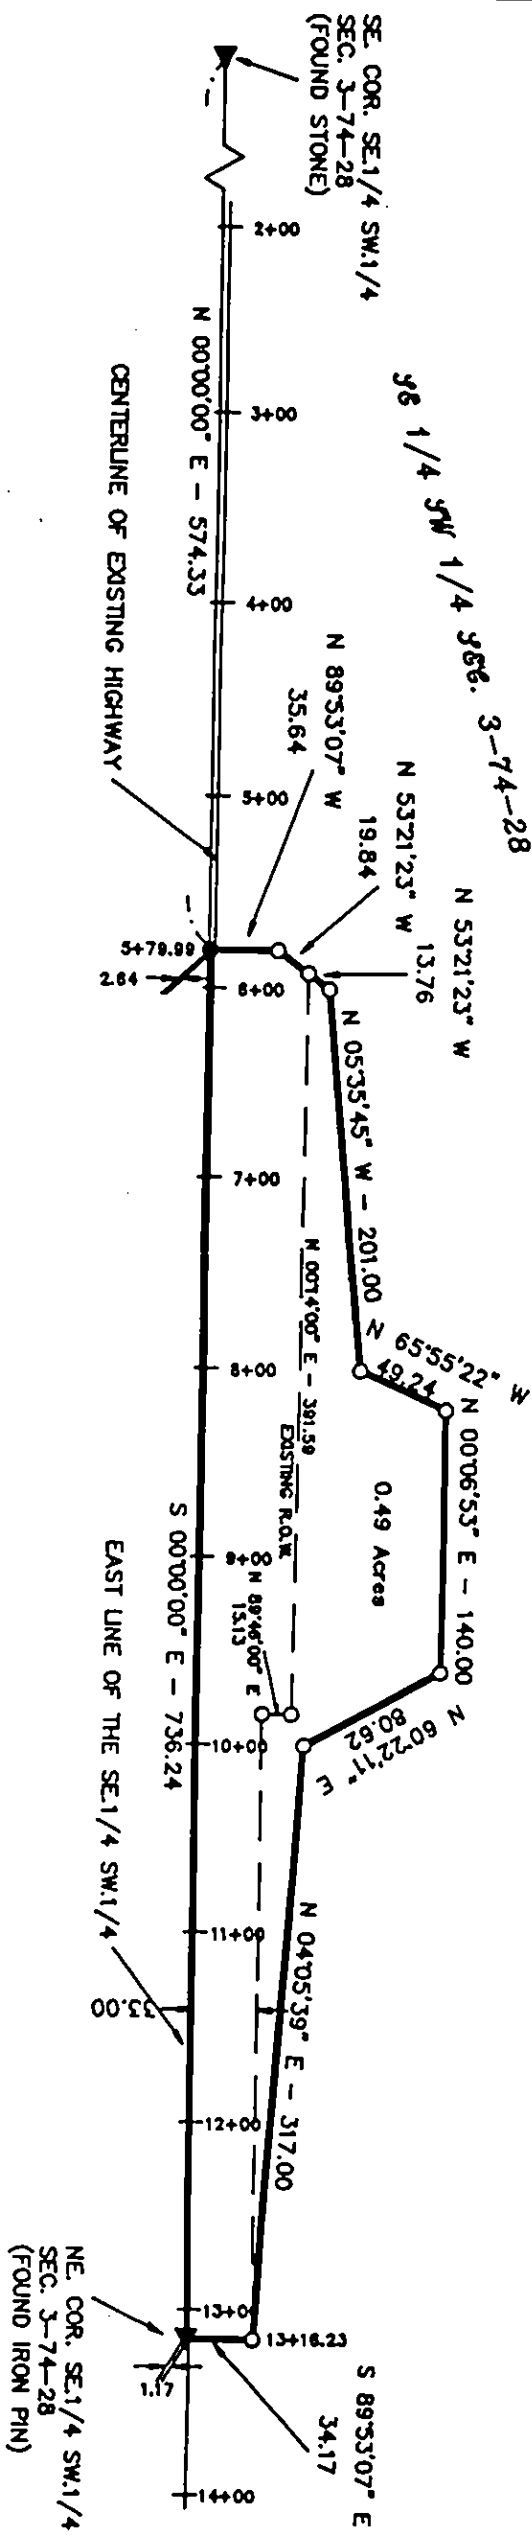 SE. COR. SE.1/4 SW.1/4
SEC. 3-74-28
(FOUND STONE)
SE 1/4 SW 1/4 SEC. 3-74-28
2+00
3+00
4+00
5+00
N 00°00'00" E - 574.33
CENTERLINE OF EXISTING HIGHWAY
N 89°53'07" W
35.64
N 53°21'23" W
19.84
N 53°21'23" W
13.76
5+79.99
2.64
6+00
7+00
8+00
9+00
10+00
11+00
12+00
13+0
13+16.23
14+00
N 05°35'45" W - 201.00
N 65°55'22" W
49.24
N 00°06'53" E - 140.00
0.49 Acres
N 60°22'11" E
80.62
N 00°14'00" E - 391.59
EXISTING R.O.W.
N 89°46'00" E
15.13
N 04°05'39" E - 317.00
S 00°00'00" E - 736.24
EAST LINE OF THE SE.1/4 SW.1/4
33.00
S 89°53'07" E
34.17
1.17
NE. COR. SE.1/4 SW.1/4
SEC. 3-74-28
(FOUND IRON PIN)